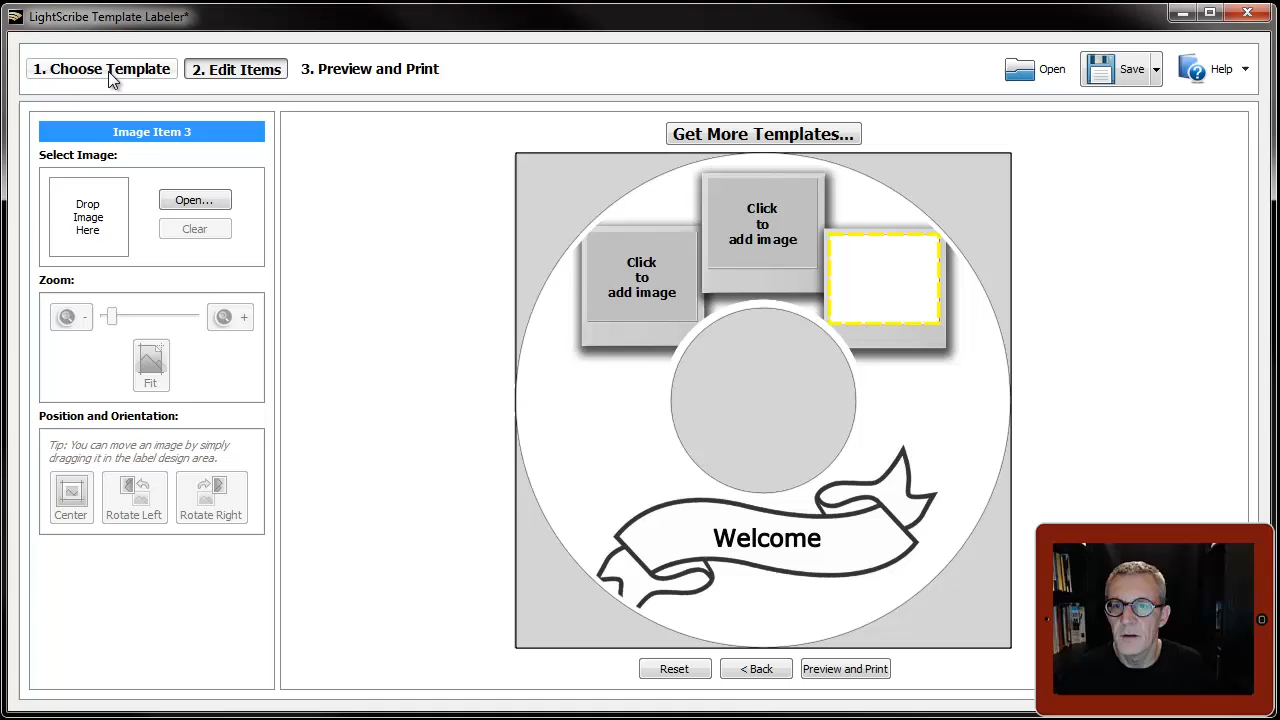 LightScribe Template Labeler*
1. Choose Template
2. Edit Items
3. Preview and Print
Open
Save
Help
Image Item 3
Select Image:
Drop
Image
Here
Open...
Clear
Zoom:
-
+
Fit
Position and Orientation:
Tip: You can move an image by simply
dragging it in the label design area.
Center
Rotate Left
Rotate Right
Get More Templates...
Click
to
add image
Click
to
add image
Welcome
Reset
< Back
Preview and Print